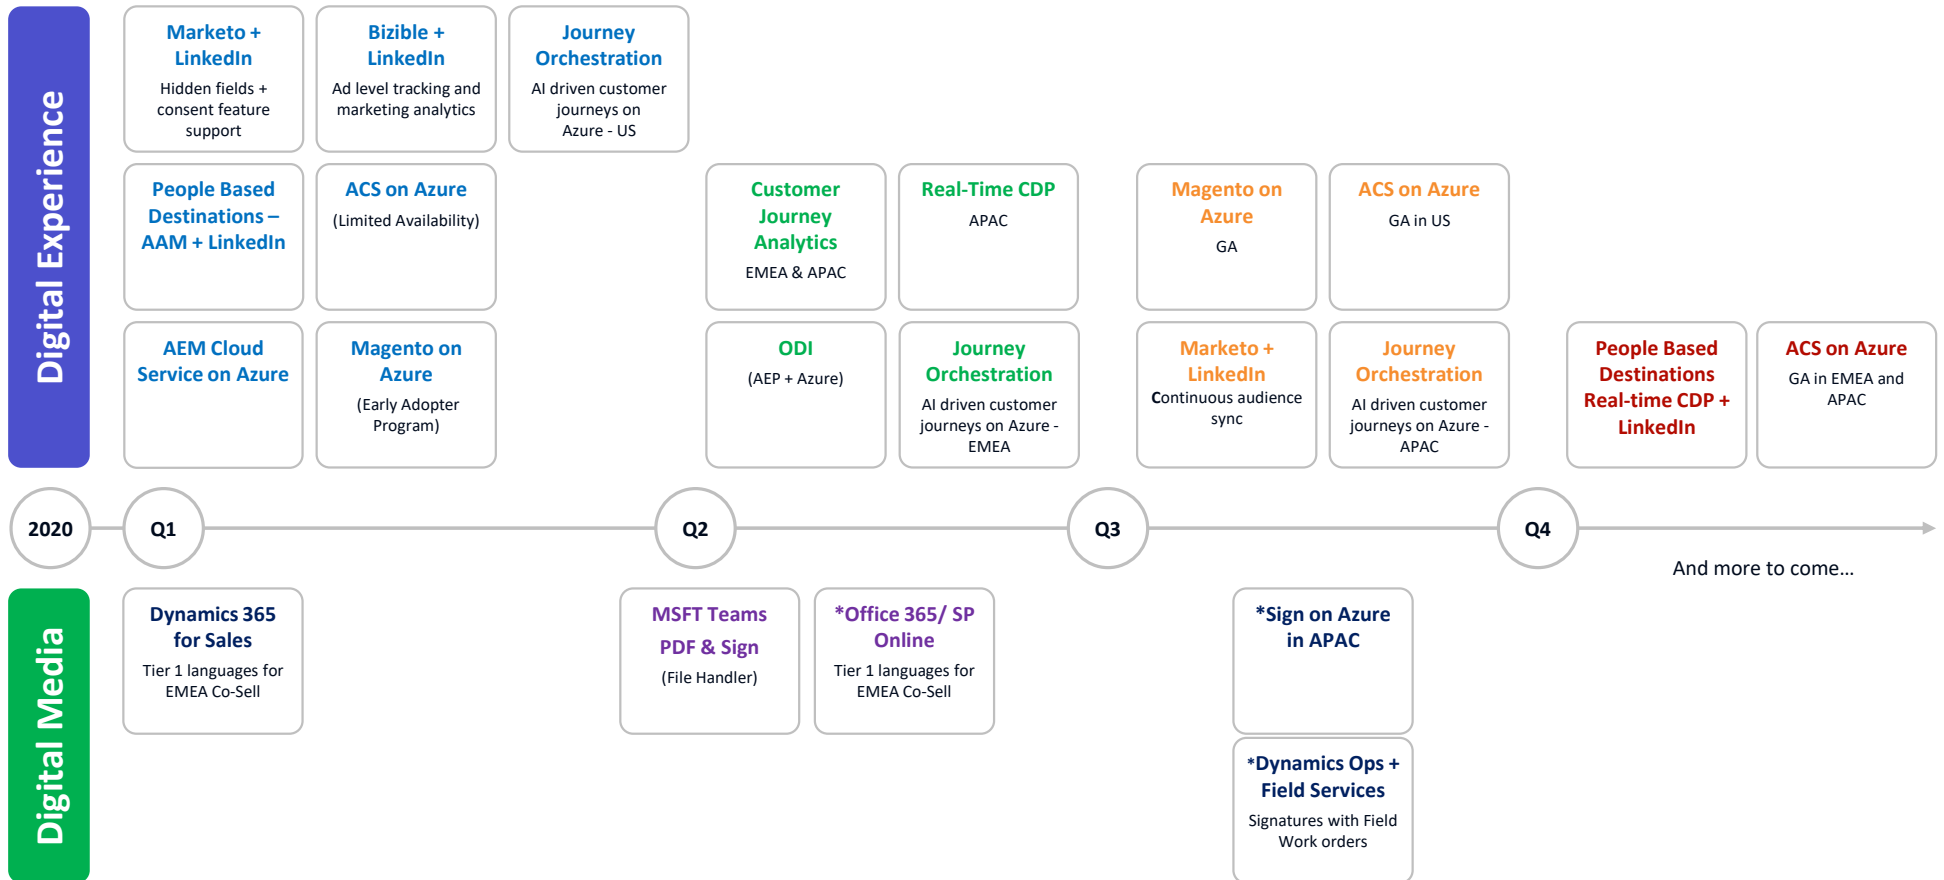 Digital Experience
Marketo +
LinkedIn
Hidden fields +
consent feature
support
Bizible +
LinkedIn
Ad level tracking and
marketing analytics
Journey
Orchestration
AI driven customer
journeys on
Azure - US
People Based
Destinations –
AAM + LinkedIn
ACS on Azure
(Limited Availability)
Customer
Journey
Analytics
EMEA & APAC
Real-Time CDP
APAC
Magento on
Azure
GA
ACS on Azure
GA in US
AEM Cloud
Service on Azure
Magento on
Azure
(Early Adopter
Program)
ODI
(AEP + Azure)
Journey
Orchestration
AI driven customer
journeys on Azure -
EMEA
Marketo +
LinkedIn
Continuous audience
sync
Journey
Orchestration
AI driven customer
journeys on Azure -
APAC
People Based
Destinations
Real-time CDP +
LinkedIn
ACS on Azure
GA in EMEA and
APAC
2020
Q1
Q2
Q3
Q4
And more to come…
Digital Media
Dynamics 365
for Sales
Tier 1 languages for
EMEA Co-Sell
MSFT Teams
PDF & Sign
(File Handler)
*Office 365/ SP
Online
Tier 1 languages for
EMEA Co-Sell
*Sign on Azure
in APAC
*Dynamics Ops +
Field Services
Signatures with Field
Work orders